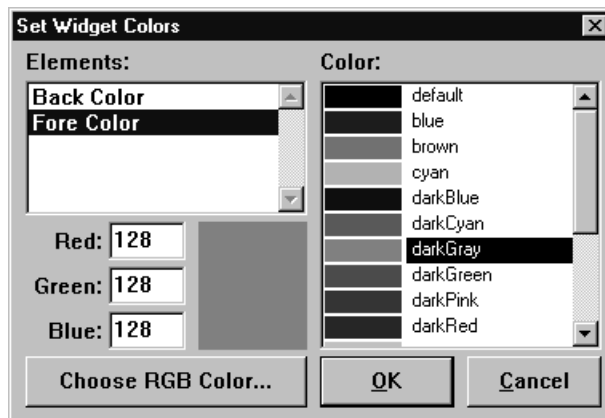 Set Widget Colors
Elements:
Back Color
Fore Color
Red: 128
Green: 128
Blue: 128
Choose RGB Color...
Color:
default
blue
brown
cyan
darkBlue
darkCyan
darkGray
darkGreen
darkPink
darkRed
OK
Cancel